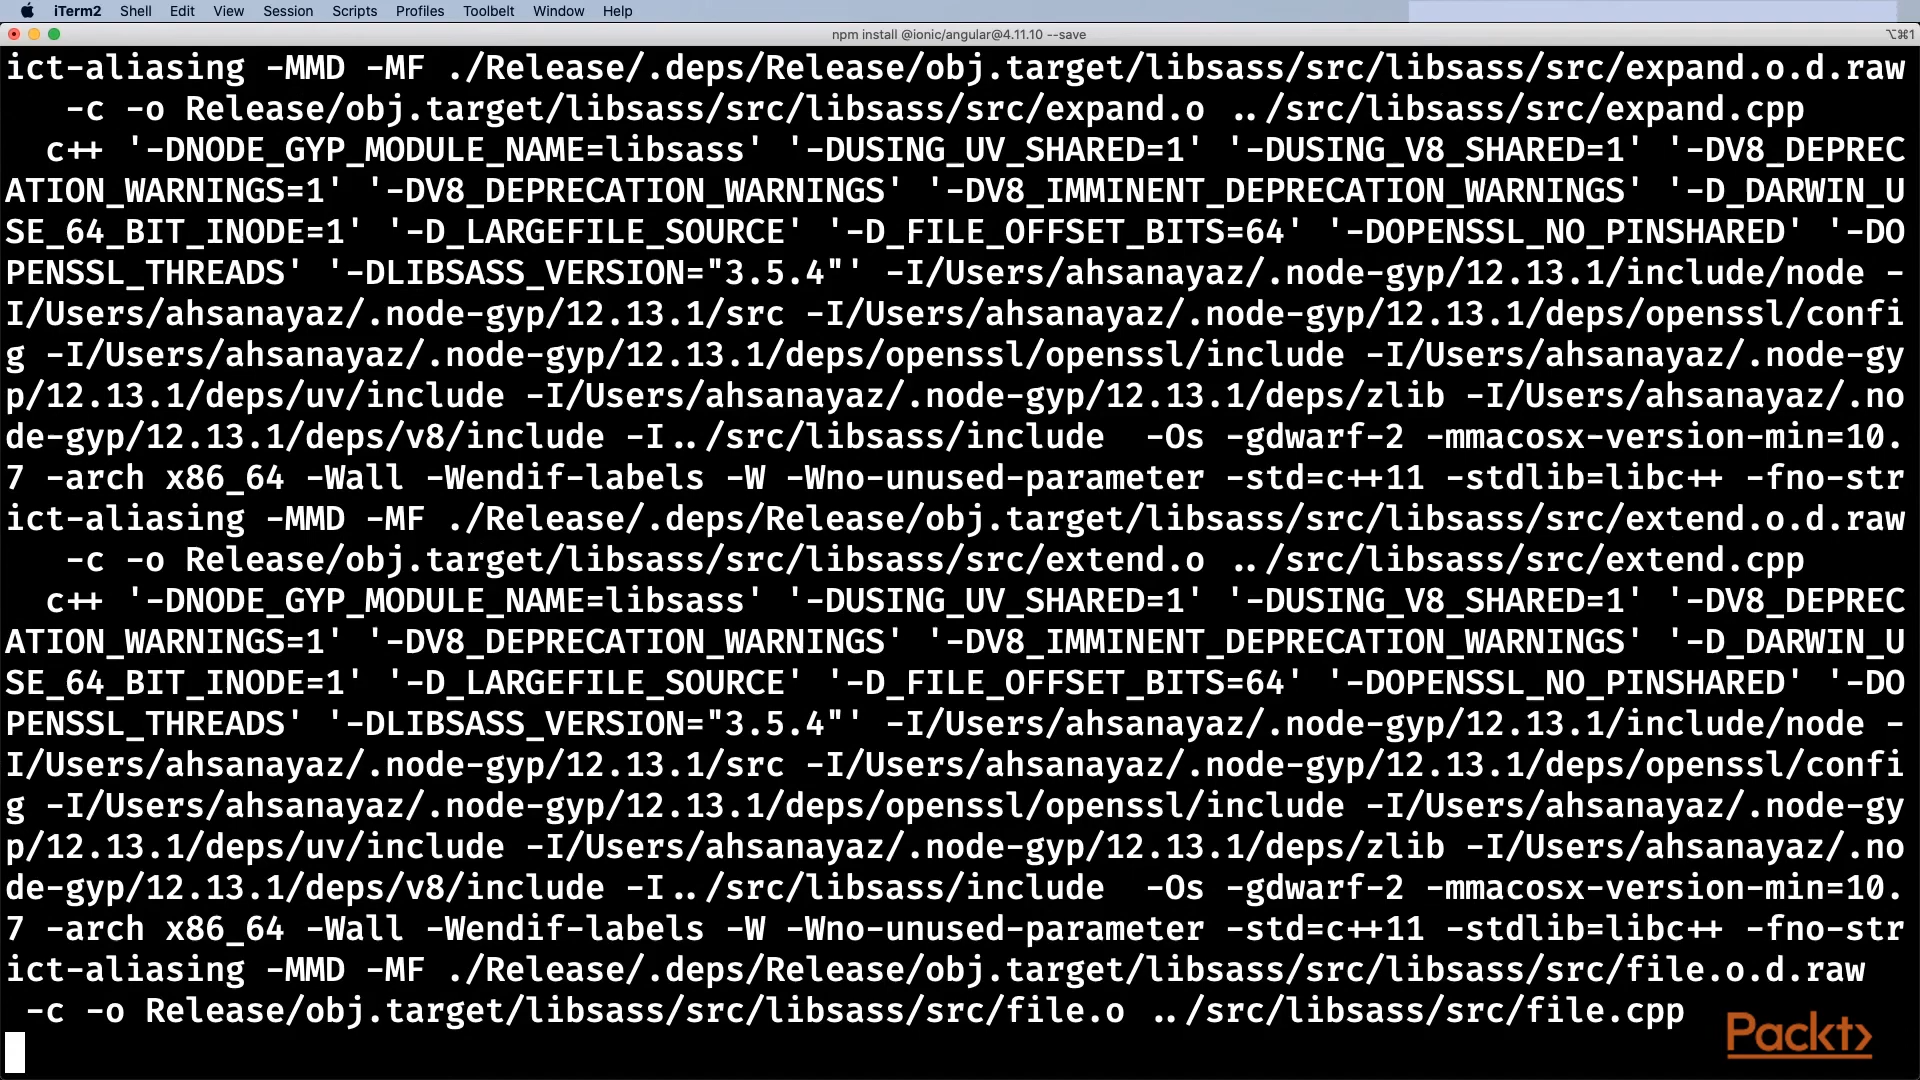 iTerm2 Shell Edit View Session Scripts Profiles Toolbelt Window Help
npm install @ionic/angular@4.11.10 --save ⌥⌘1
ict-aliasing -MMD -MF ./Release/.deps/Release/obj.target/libsass/src/libsass/src/expand.o.d.raw
-c -o Release/obj.target/libsass/src/libsass/src/expand.o ../src/libsass/src/expand.cpp
c++ '-DNODE_GYP_MODULE_NAME=libsass' '-DUSING_UV_SHARED=1' '-DUSING_V8_SHARED=1' '-DV8_DEPREC
ATION_WARNINGS=1' '-DV8_DEPRECATION_WARNINGS' '-DV8_IMMINENT_DEPRECATION_WARNINGS' '-D_DARWIN_U
SE_64_BIT_INODE=1' '-D_LARGEFILE_SOURCE' '-D_FILE_OFFSET_BITS=64' '-DOPENSSL_NO_PINSHARED' '-DO
PENSSL_THREADS' '-DLIBSASS_VERSION="3.5.4"' -I/Users/ahsanayaz/.node-gyp/12.13.1/include/node -
I/Users/ahsanayaz/.node-gyp/12.13.1/src -I/Users/ahsanayaz/.node-gyp/12.13.1/deps/openssl/confi
g -I/Users/ahsanayaz/.node-gyp/12.13.1/deps/openssl/openssl/include -I/Users/ahsanayaz/.node-gy
p/12.13.1/deps/uv/include -I/Users/ahsanayaz/.node-gyp/12.13.1/deps/zlib -I/Users/ahsanayaz/.no
de-gyp/12.13.1/deps/v8/include -I../src/libsass/include  -Os -gdwarf-2 -mmacosx-version-min=10.
7 -arch x86_64 -Wall -Wendif-labels -W -Wno-unused-parameter -std=c++11 -stdlib=libc++ -fno-str
ict-aliasing -MMD -MF ./Release/.deps/Release/obj.target/libsass/src/libsass/src/extend.o.d.raw
-c -o Release/obj.target/libsass/src/libsass/src/extend.o ../src/libsass/src/extend.cpp
c++ '-DNODE_GYP_MODULE_NAME=libsass' '-DUSING_UV_SHARED=1' '-DUSING_V8_SHARED=1' '-DV8_DEPREC
ATION_WARNINGS=1' '-DV8_DEPRECATION_WARNINGS' '-DV8_IMMINENT_DEPRECATION_WARNINGS' '-D_DARWIN_U
SE_64_BIT_INODE=1' '-D_LARGEFILE_SOURCE' '-D_FILE_OFFSET_BITS=64' '-DOPENSSL_NO_PINSHARED' '-DO
PENSSL_THREADS' '-DLIBSASS_VERSION="3.5.4"' -I/Users/ahsanayaz/.node-gyp/12.13.1/include/node -
I/Users/ahsanayaz/.node-gyp/12.13.1/src -I/Users/ahsanayaz/.node-gyp/12.13.1/deps/openssl/confi
g -I/Users/ahsanayaz/.node-gyp/12.13.1/deps/openssl/openssl/include -I/Users/ahsanayaz/.node-gy
p/12.13.1/deps/uv/include -I/Users/ahsanayaz/.node-gyp/12.13.1/deps/zlib -I/Users/ahsanayaz/.no
de-gyp/12.13.1/deps/v8/include -I../src/libsass/include  -Os -gdwarf-2 -mmacosx-version-min=10.
7 -arch x86_64 -Wall -Wendif-labels -W -Wno-unused-parameter -std=c++11 -stdlib=libc++ -fno-str
ict-aliasing -MMD -MF ./Release/.deps/Release/obj.target/libsass/src/libsass/src/file.o.d.raw
-c -o Release/obj.target/libsass/src/libsass/src/file.o ../src/libsass/src/file.cpp
Packt>